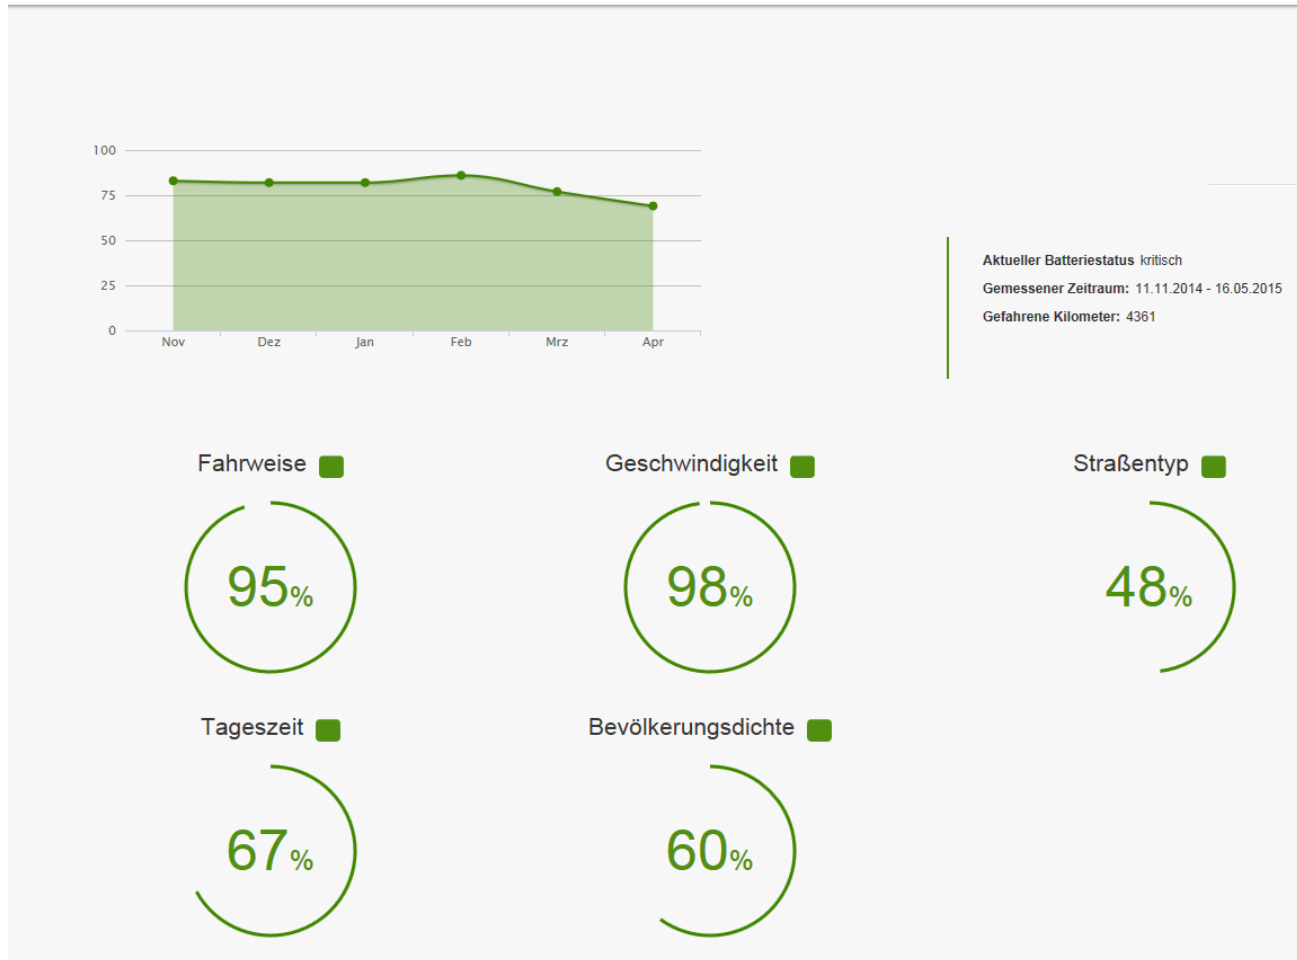 100
75
50
25
0
Nov Dez Jan Feb Mrz Apr
Aktueller Batteriestatus kritisch
Gemessener Zeitraum: 11.11.2014 - 16.05.2015
Gefahrene Kilometer: 4361
Fahrweise
95%
Geschwindigkeit
98%
Straßentyp
48%
Tageszeit
67%
Bevölkerungsdichte
60%